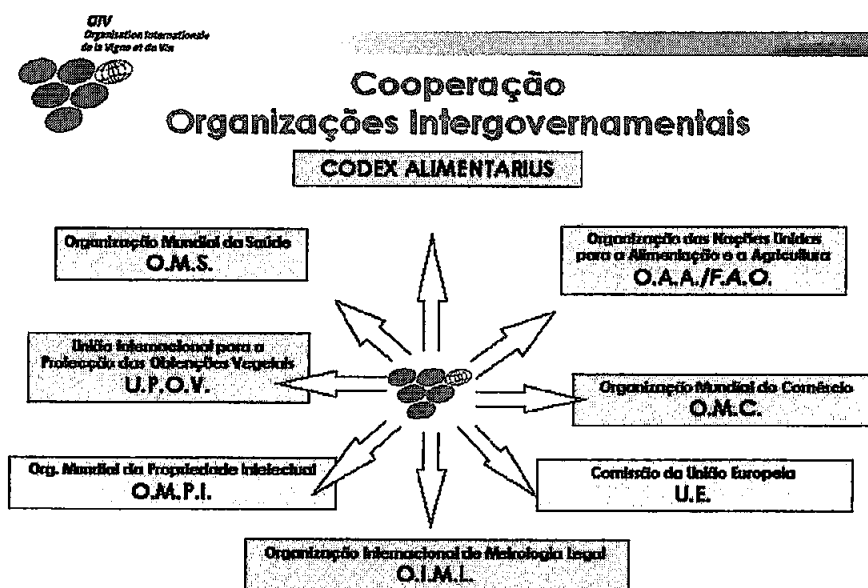 OIV
Organisation Internationale
de la Vigne et du Vin
Cooperação
Organizações Intergovernamentais
CODEX ALIMENTARIUS
Organização Mundial da Saúde
O.M.S.
Organização das Nações Unidas
para a Alimentação e a Agricultura
O.A.A./F.A.O.
União Internacional para a
Protecção das Obtenções Vegetais
U.P.O.V.
Organização Mundial do Comércio
O.M.C.
Org. Mundial da Propriedade Intelectual
O.M.P.I.
Comissão da União Europeia
U.E.
Organização Internacional de Metrologia Legal
O.I.M.L.